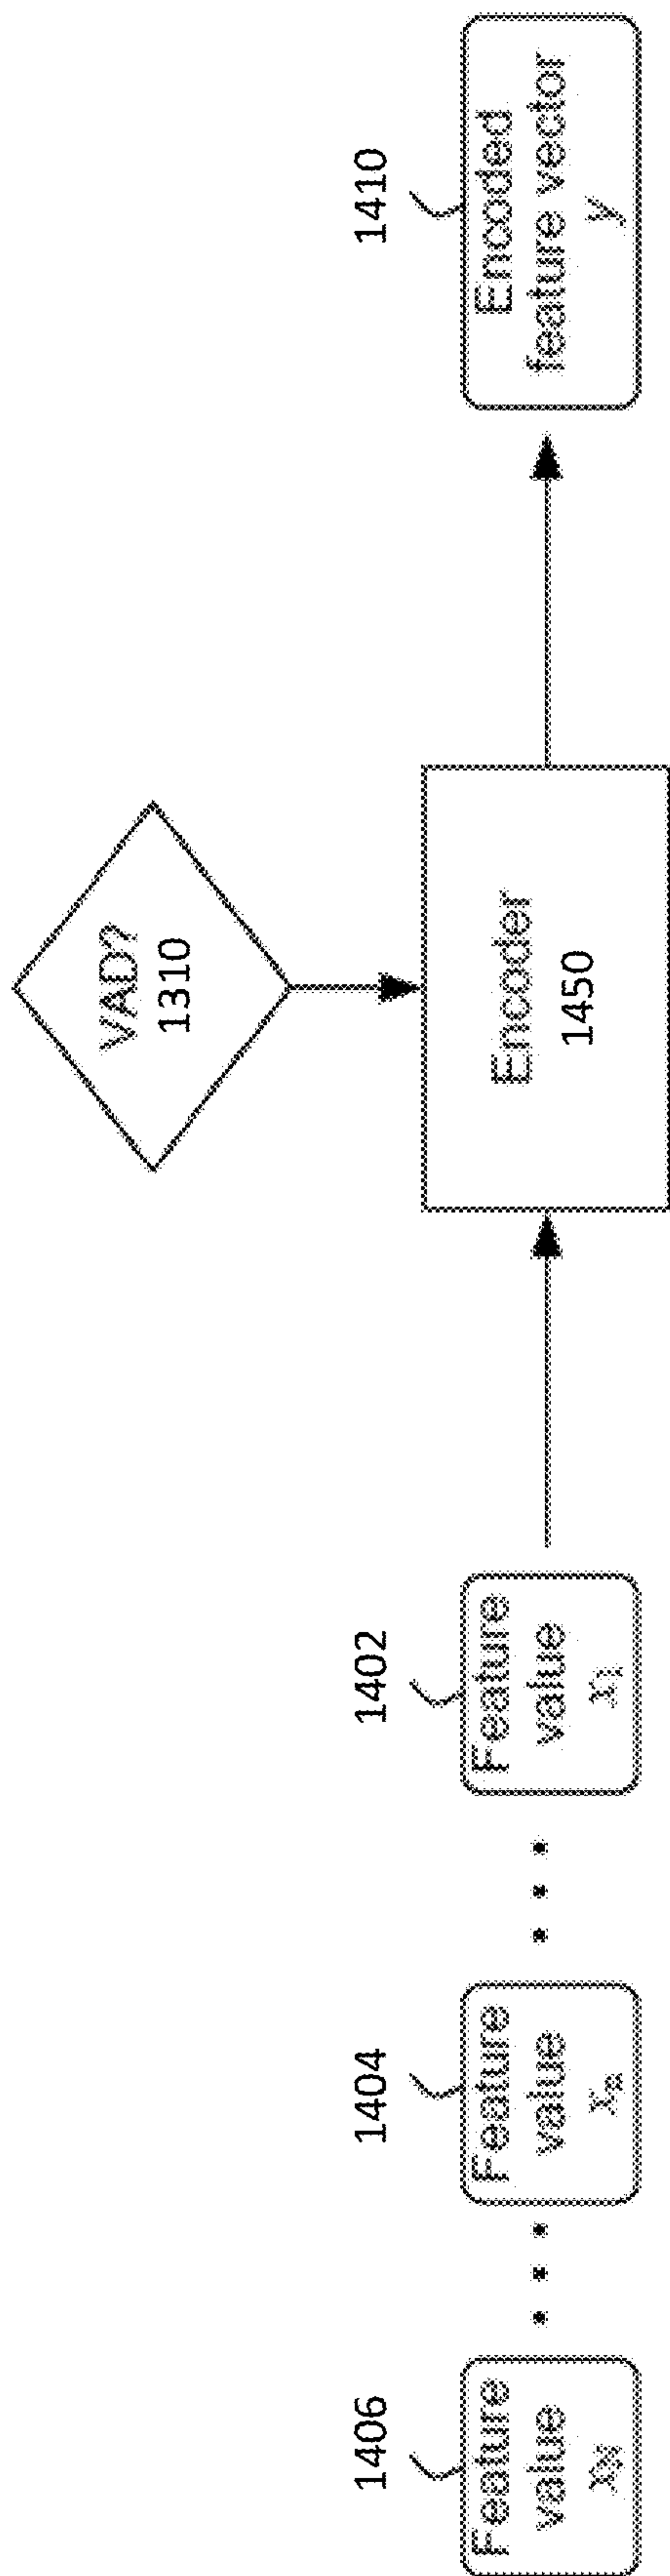 VAD?
1310
1406
1404
1402
1410
Feature
value
xN
Feature
value
xn
Feature
value
x1
Encoder
1450
Encoded
feature vector
y